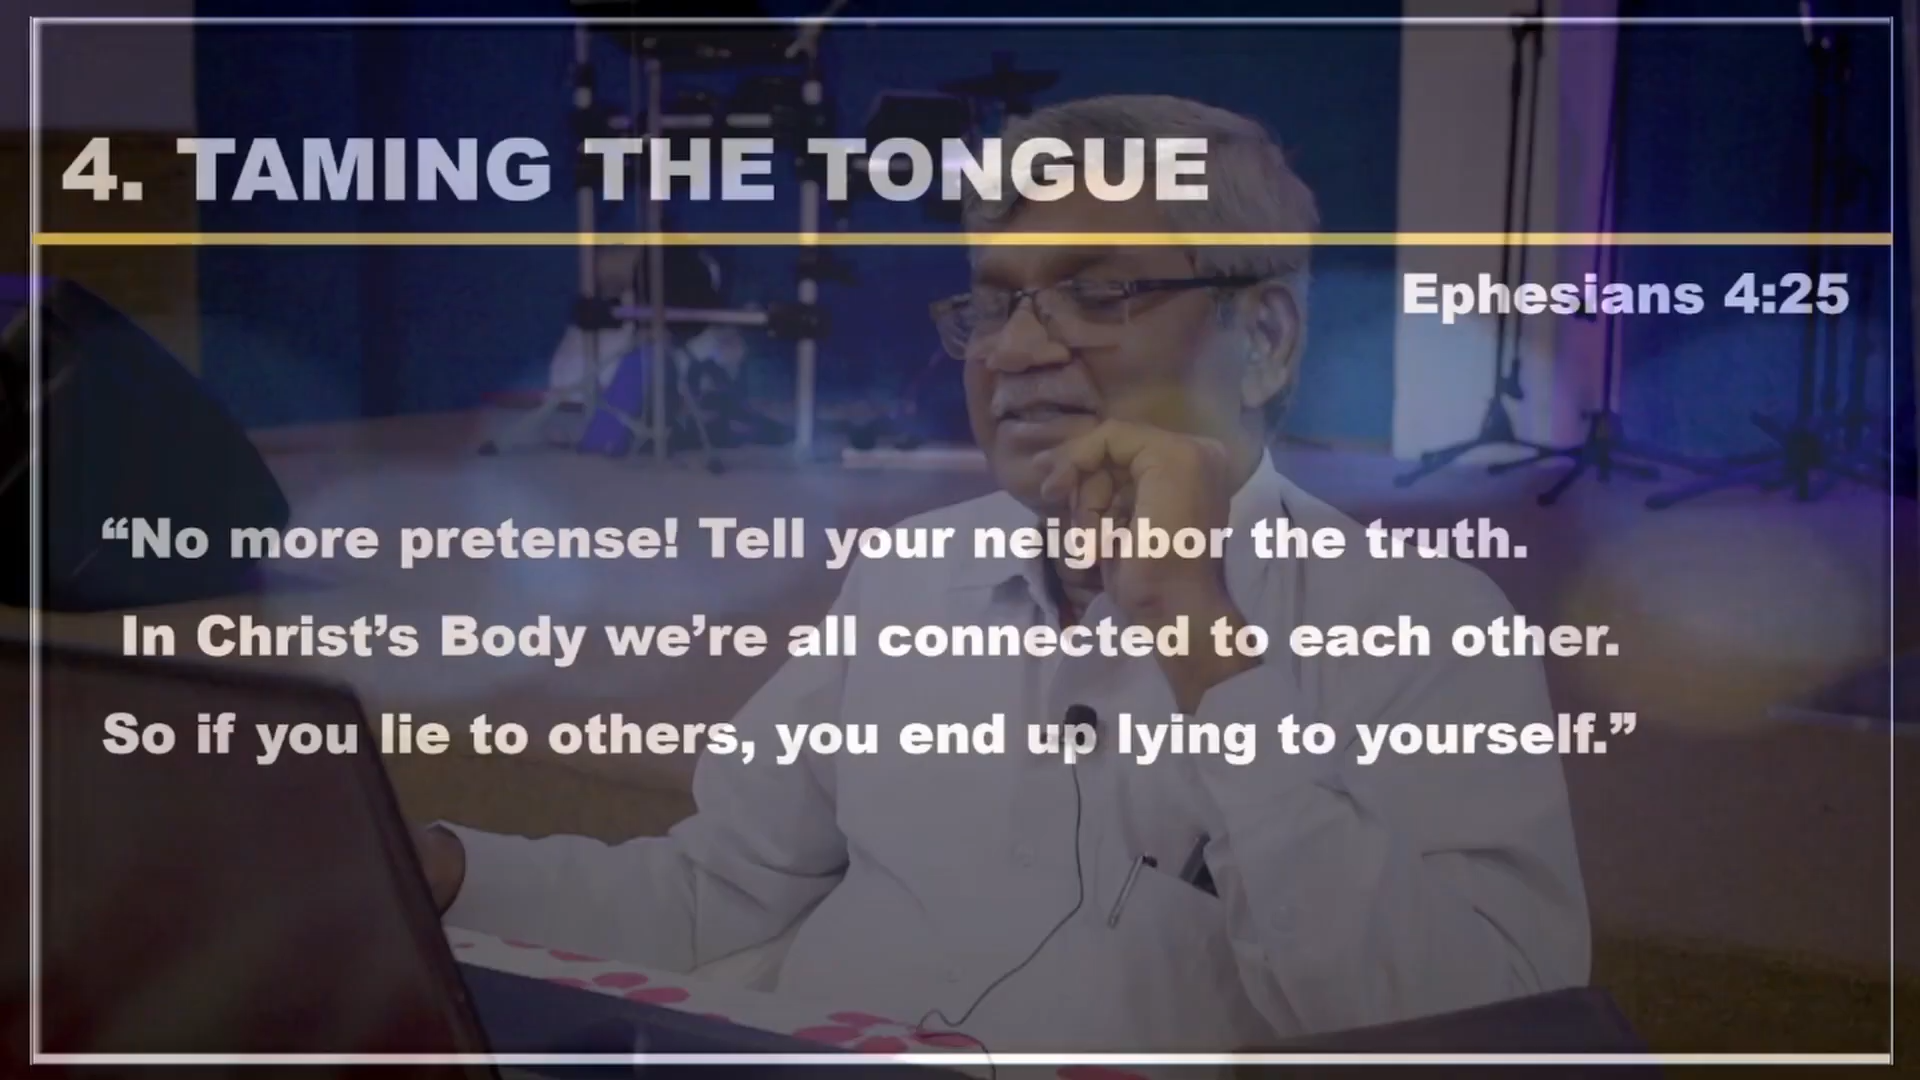 4. TAMING THE TONGUE
Ephesians 4:25
“No more pretense! Tell your neighbor the truth.
In Christ’s Body we’re all connected to each other.
So if you lie to others, you end up lying to yourself.”